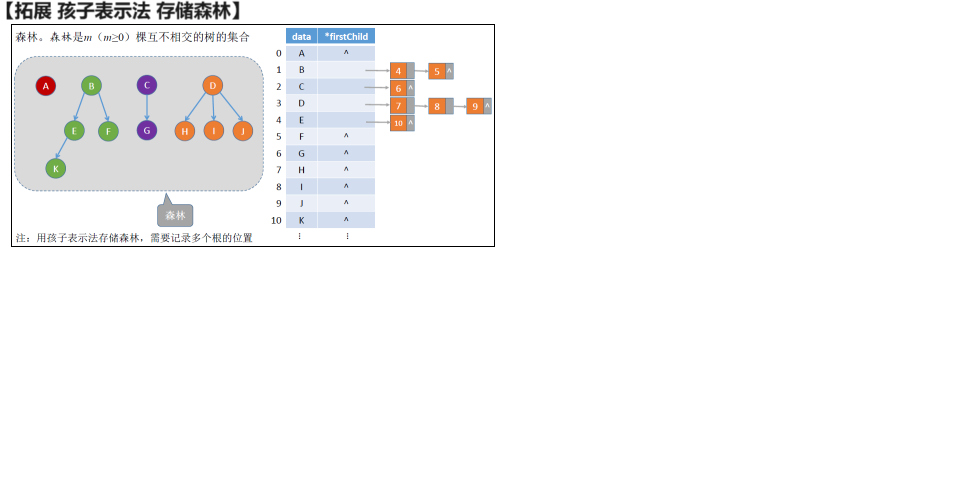 【拓展 孩子表示法 存储森林】
森林。森林是m（m≥0）棵互不相交的树的集合
A B C D
E F G H I J
K
森林
注：用孩子表示法存储森林，需要记录多个根的位置
data *firstChild
0 A ^
1 B 4 5 ^
2 C 6 ^
3 D 7 8 9 ^
4 E 10 ^
5 F ^
6 G ^
7 H ^
8 I ^
9 J ^
10 K ^
⋮ ⋮